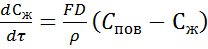 dCж/dτ = FD/ρ (Cпов − Cж)